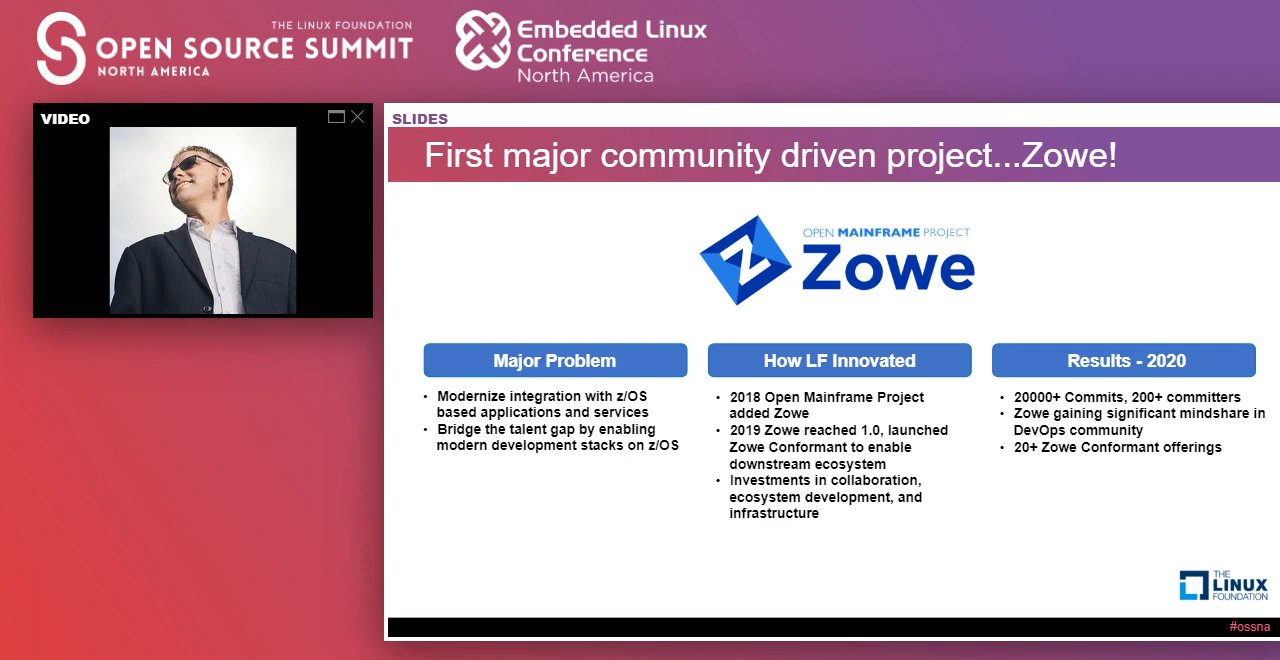 THE LINUX FOUNDATION
OPEN SOURCE SUMMIT
NORTH AMERICA
Embedded Linux
Conference
North America
VIDEO
SLIDES
First major community driven project...Zowe!
OPEN MAINFRAME PROJECT
Zowe
Major Problem
• Modernize integration with z/OS
based applications and services
• Bridge the talent gap by enabling
modern development stacks on z/OS
How LF Innovated
• 2018 Open Mainframe Project
added Zowe
• 2019 Zowe reached 1.0, launched
Zowe Conformant to enable
downstream ecosystem
• Investments in collaboration,
ecosystem development, and
infrastructure
Results - 2020
• 20000+ Commits, 200+ committers
• Zowe gaining significant mindshare in
DevOps community
• 20+ Zowe Conformant offerings
THE
LINUX
FOUNDATION
#ossna